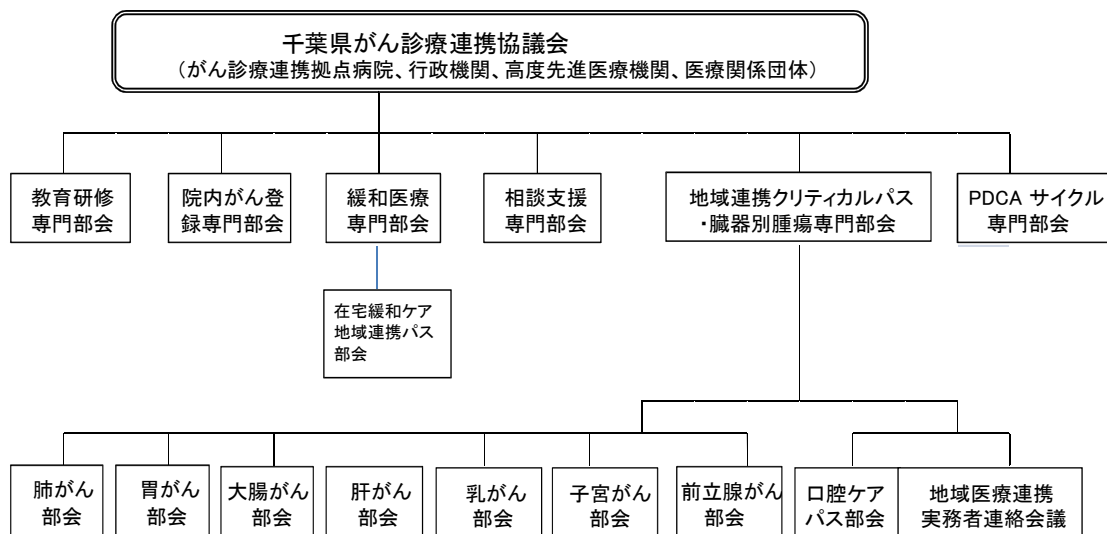 千葉県がん診療連携協議会
（がん診療連携拠点病院、行政機関、高度先進医療機関、医療関係団体）
教育研修
専門部会
院内がん登
録専門部会
緩和医療
専門部会
相談支援
専門部会
地域連携クリティカルパス
・臓器別腫瘍専門部会
PDCA サイクル
専門部会
在宅緩和ケア
地域連携パス
部会
肺がん
部会
胃がん
部会
大腸がん
部会
肝がん
部会
乳がん
部会
子宮がん
部会
前立腺がん
部会
口腔ケア
パス部会
地域医療連携
実務者連絡会議